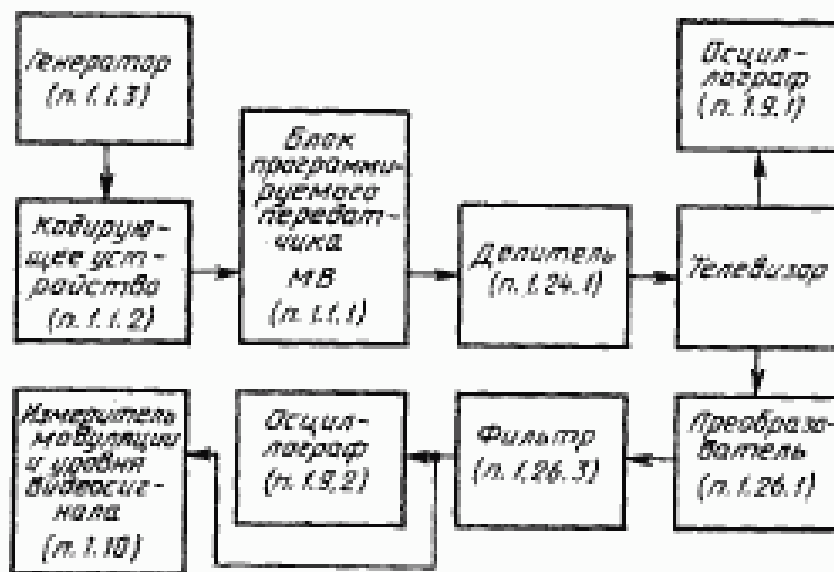 Генератор
(п. 1.1.3)
Осцил-
лограф
(п. 1.9.1)
Кодирую-
щее уст-
ройство
(п. 1.1.2)
Блок
программи-
руемого
передат-
чика
МВ
(п. 1.1.1)
Делитель
(п. 1.24.1)
Телевизор
Измеритель
модуляции
и уровня
видеосиг-
нала
(п. 1.10)
Осцил-
лограф
(п. 1.9.2)
Фильтр
(п. 1.26.3)
Преобразо-
ватель
(п. 1.26.1)